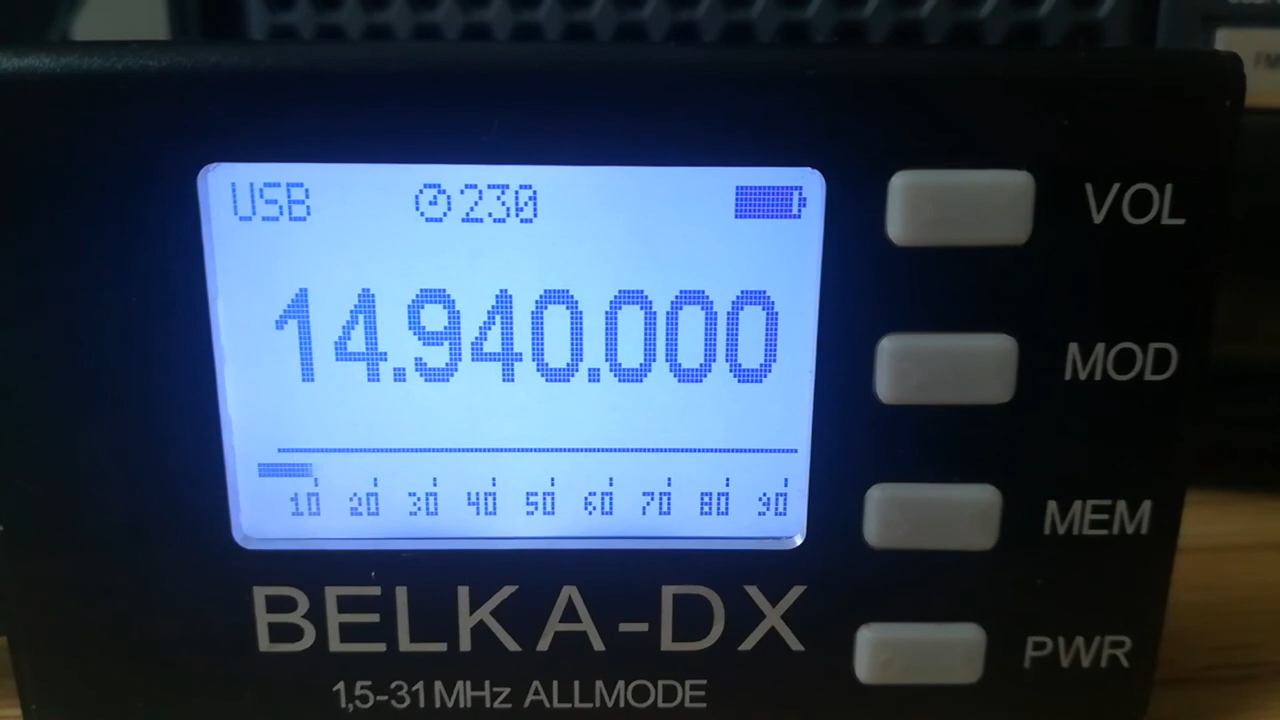 USB 230
14.940.000
10 20 30 40 50 60 70 80 90
BELKA-DX
1,5-31MHz ALLMODE
VOL
MOD
MEM
PWR
FM